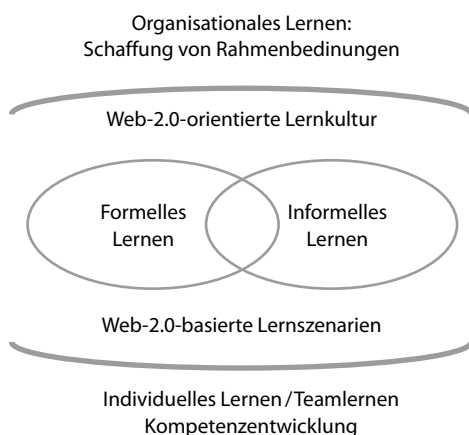 Organisationales Lernen:
Schaffung von Rahmenbedinungen
Web-2.0-orientierte Lernkultur
Formelles
Lernen
Informelles
Lernen
Web-2.0-basierte Lernszenarien
Individuelles Lernen / Teamlernen
Kompetenzentwicklung